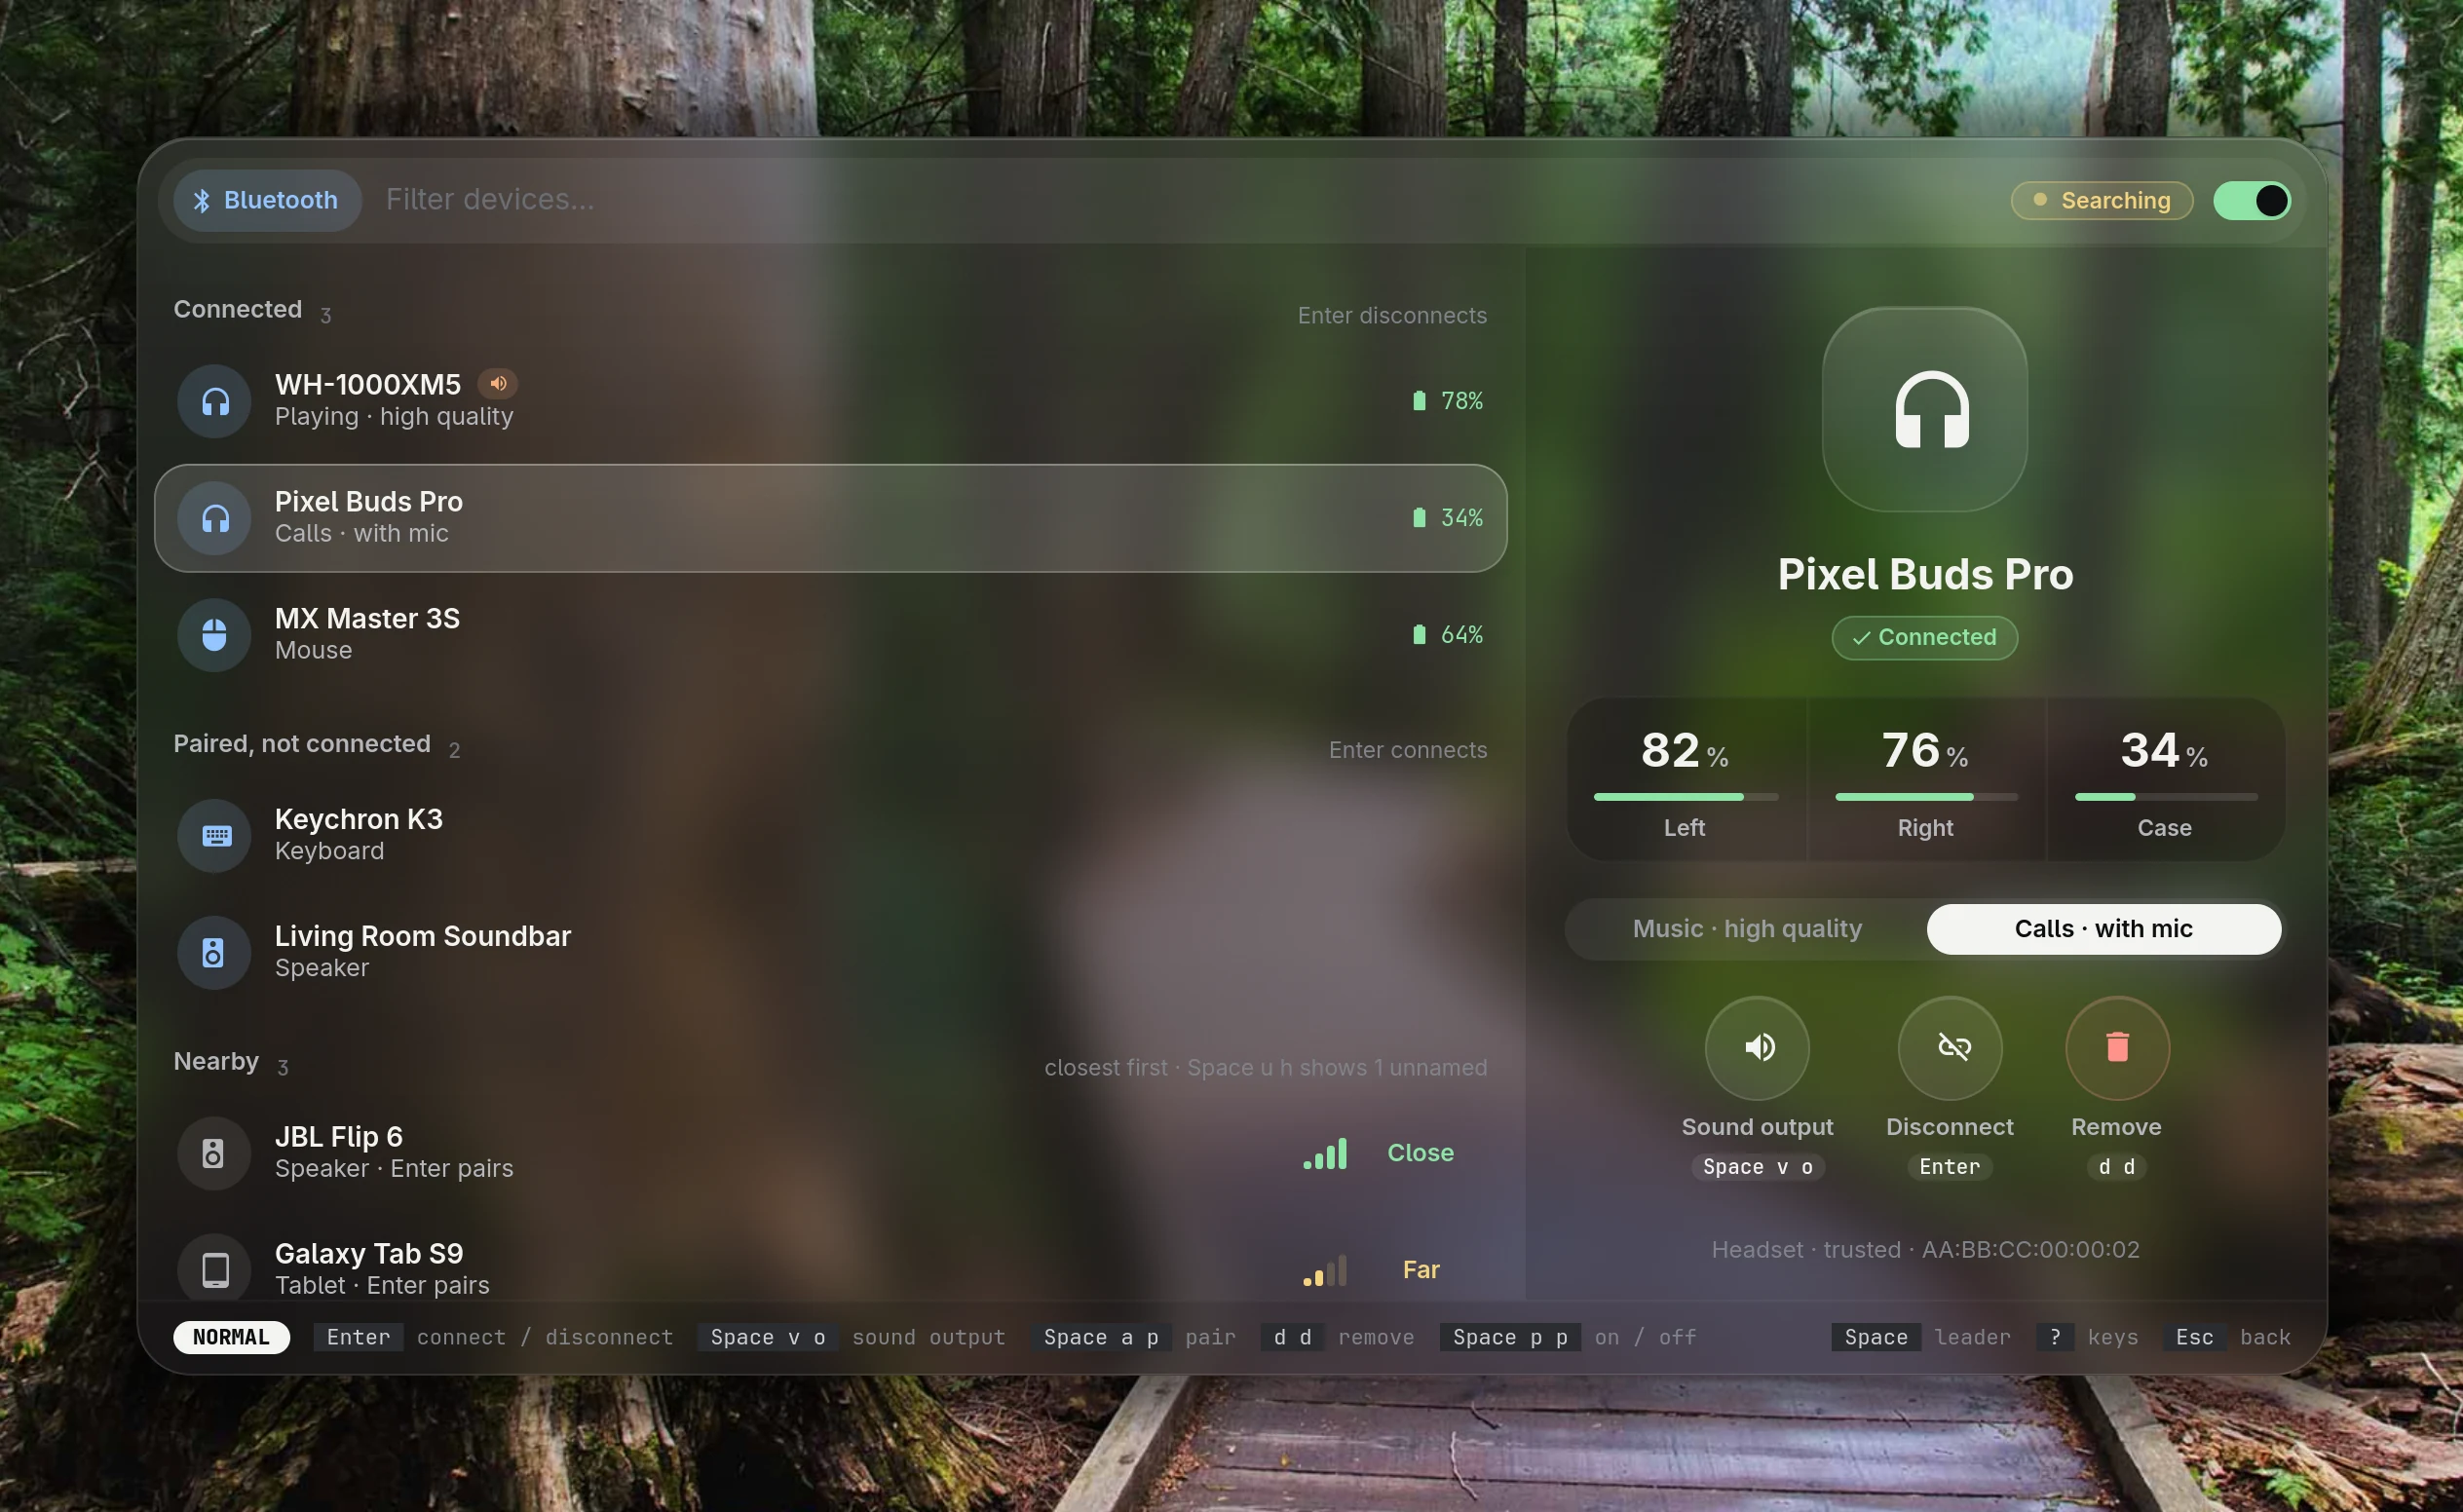 Bluetooth Filter devices... Searching
Connected 3 Enter disconnects
WH-1000XM5
Playing · high quality
78%
Pixel Buds Pro
Calls · with mic
34%
MX Master 3S
Mouse
64%
Paired, not connected 2 Enter connects
Keychron K3
Keyboard
Living Room Soundbar
Speaker
Nearby 3 closest first · Space u h shows 1 unnamed
JBL Flip 6
Speaker · Enter pairs
Close
Galaxy Tab S9
Tablet · Enter pairs
Far
Pixel Buds Pro
Connected
82% 76% 34%
Left Right Case
Music · high quality Calls · with mic
Sound output Disconnect Remove
Space v o Enter d d
Headset · trusted · AA:BB:CC:00:00:02
NORMAL Enter connect / disconnect Space v o sound output Space a p pair d d remove Space p p on / off Space leader ? keys Esc back